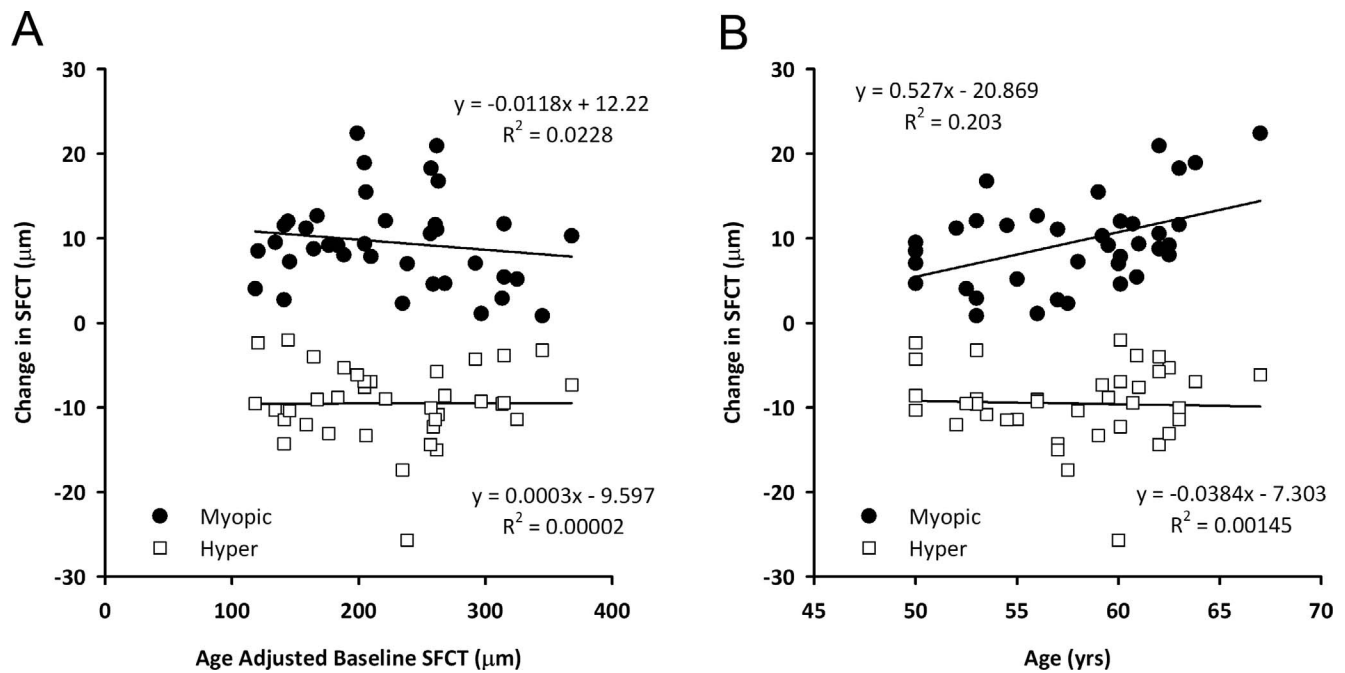 A
30
20
10
0
-10
-20
-30
Change in SFCT (μm)
y = -0.0118x + 12.22
R² = 0.0228
y = 0.0003x - 9.597
R² = 0.00002
Myopic
Hyper
0 100 200 300 400
Age Adjusted Baseline SFCT (μm)
B
30
20
10
0
-10
-20
-30
Change in SFCT (μm)
y = 0.527x - 20.869
R² = 0.203
y = -0.0384x - 7.303
R² = 0.00145
Myopic
Hyper
45 50 55 60 65 70
Age (yrs)